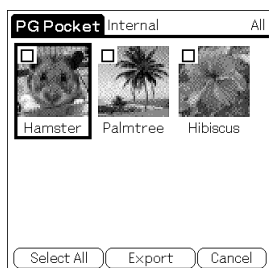 PG Pocket Internal All
Hamster Palmtree Hibiscus
Select All Export Cancel